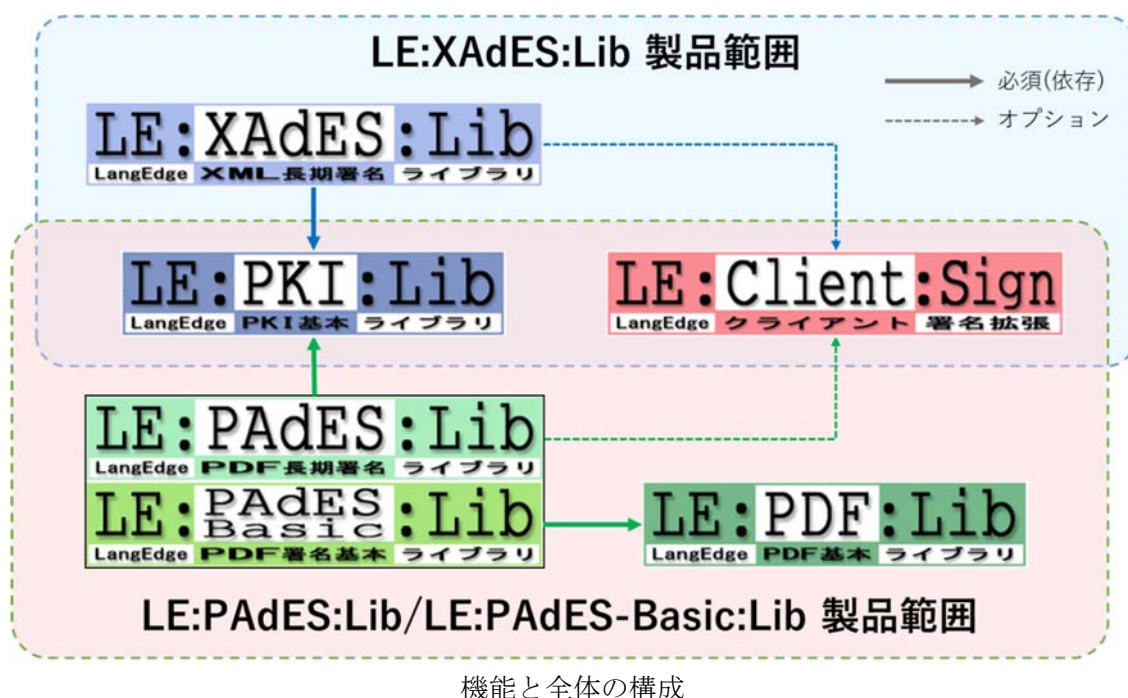 LE:XAdES:Lib 製品範囲
必須(依存)
オプション
LE:XAdES:Lib
LangEdge XML長期署名 ライブラリ
LE:PKI:Lib
LangEdge PKI基本 ライブラリ
LE:Client:Sign
LangEdge クライアント 署名拡張
LE:PAdES:Lib
LangEdge PDF長期署名 ライブラリ
LE:PAdES Basic:Lib
LangEdge PDF署名基本 ライブラリ
LE:PDF:Lib
LangEdge PDF基本 ライブラリ
LE:PAdES:Lib/LE:PAdES-Basic:Lib 製品範囲
機能と全体の構成